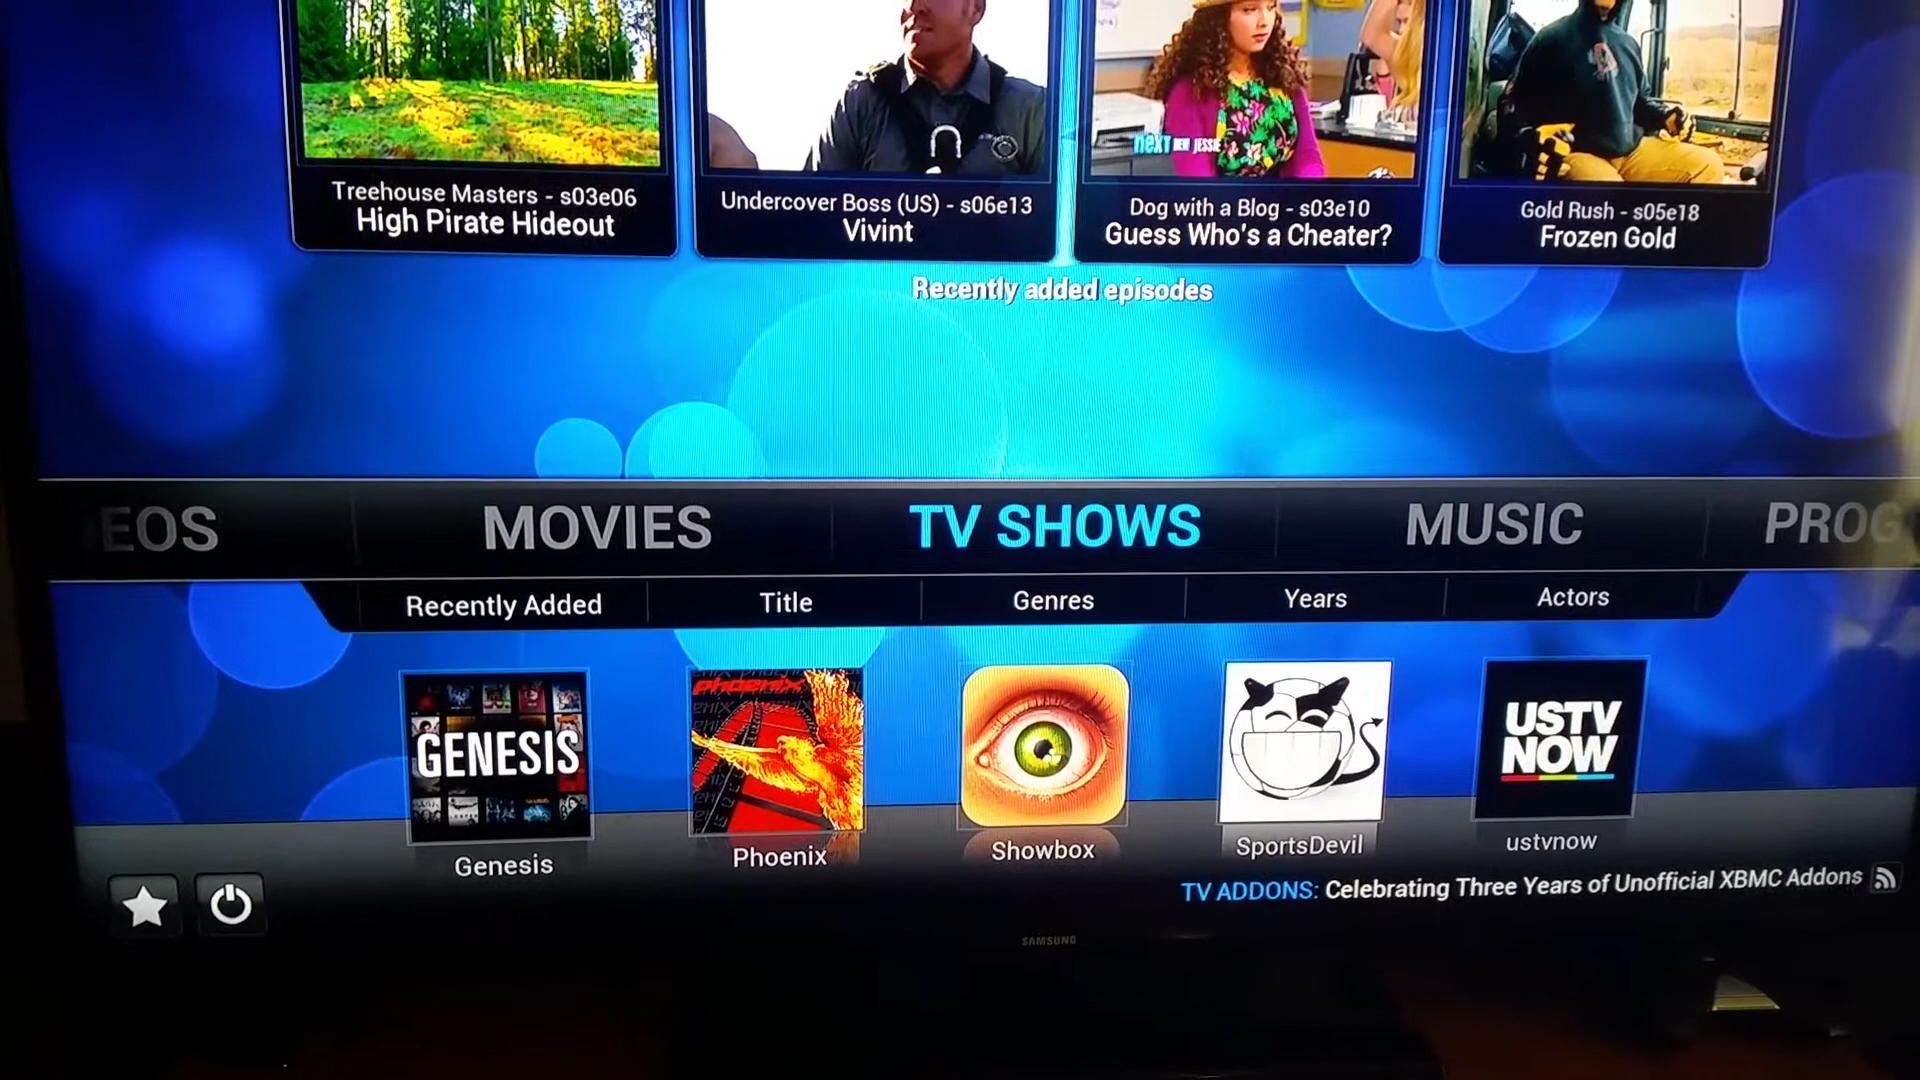 next NEW JESSIE
Treehouse Masters - s03e06
High Pirate Hideout
Undercover Boss (US) - s06e13
Vivint
Dog with a Blog - s03e10
Guess Who's a Cheater?
Gold Rush - s05e18
Frozen Gold
Recently added episodes
EOS MOVIES TV SHOWS MUSIC PROG
Recently Added Title Genres Years Actors
GENESIS
phoenix
USTV
NOW
Genesis Phoenix Showbox SportsDevil ustvnow
TV ADDONS: Celebrating Three Years of Unofficial XBMC Addons
SAMSUNG